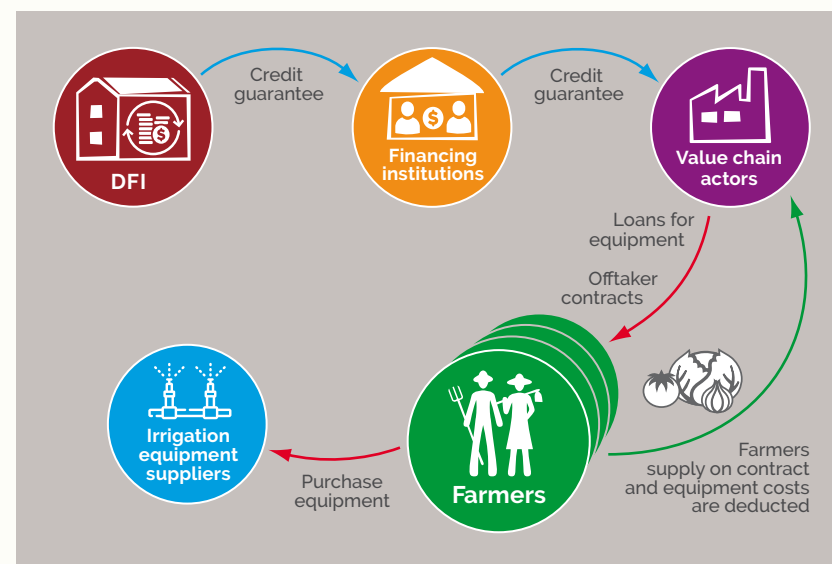 Credit
guarantee
Credit
guarantee
DFI
Financing
institutions
Value chain
actors
Loans for
equipment
Offtaker
contracts
Irrigation
equipment
suppliers
Purchase
equipment
Farmers
Farmers
supply on contract
and equipment costs
are deducted